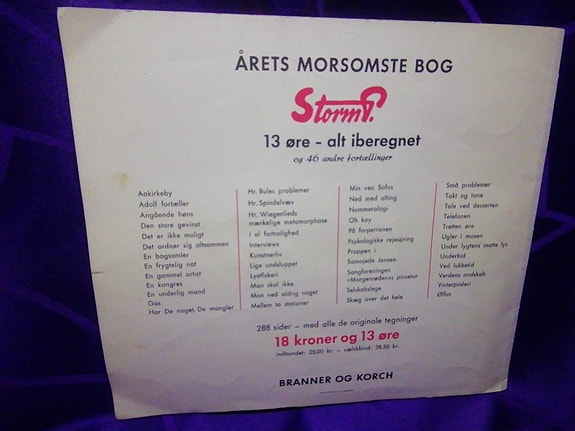 ÅRETS MORSOMSTE BOG
Storm P.
13 øre - alt iberegnet
og 46 andre fortællinger
Aakirkeby
Adolf fortæller
Angående høns
Den store gevinst
Det er ikke muligt
Det ordner sig altsammen
En bogsamler
En frygtelig nat
En gammel artist
En kongres
En underlig mand
Gas
Har De noget, De mangler
Hr. Bules problemer
Hr. Spindelvæv
Hr. Wiegenlieds
mærkelige metamorphose
I al fortrolighed
Interviews
Kunstnerliv
Lige undsluppet
Lystfiskeri
Man skal ikke
Man ved aldrig noget
Mellem to stationer
Min ven Sofus
Ned med alting
Nummerologi
Oh kay
På forperronen
Psykologiske rejsespring
Proppen i
Samojede Jensen
Sangforeningen
»Morgenrøden«s pinsetur
Selskabslege
Skæg over det hele
Små problemer
Takt og tone
Tale ved desserten
Telefonen
Tretten øre
Ugler i mosen
Under lygtens matte lys
Underbid
Ved lukketid
Verdens ondskab
Vinterpusleri
Ølfus
288 sider - med alle de originale tegninger
18 kroner og 13 øre
indbundet: 25,00 kr. - vælskbind: 38,50 kr.
BRANNER OG KORCH